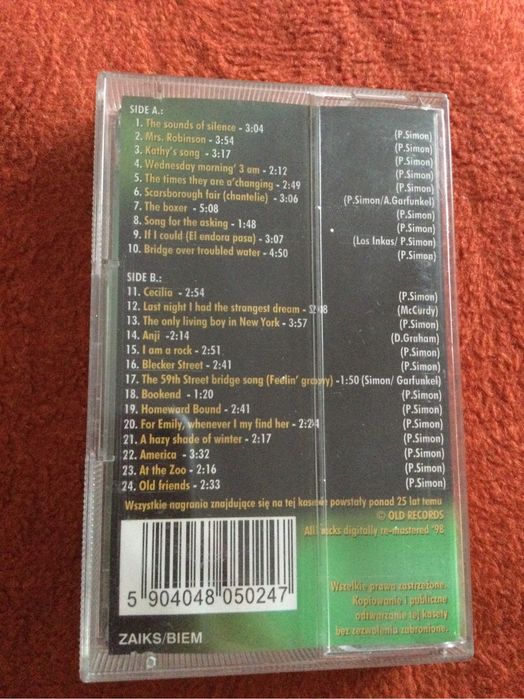 SIDE A.:
1. The sounds of silence - 3:04 (P.Simon)
2. Mrs. Robinson - 3:54 (P.Simon)
3. Kathy's song - 3:17 (P.Simon)
4. Wednesday morning' 3 am - 2:12 (P.Simon)
5. The times they are a'changing - 2:49 (P.Simon)
6. Scarsborough fair (chantelie) - 3:06 (P.Simon/A.Garfunkel)
7. The boxer - 5:08 (P.Simon)
8. Song for the asking - 1:48 (P.Simon)
9. If I could (El endora pasa) - 3:07 (Los Inkas/ P.Simon)
10. Bridge over troubled water - 4:50 (P.Simon)
SIDE B.:
11. Cecilia - 2:54 (P.Simon)
12. Last night I had the strangest dream - (McCurdy)
13. The only living boy in New York - 3:57 (P.Simon)
14. Anji -2:14 (D.Graham)
15. I am a rock - 2:51 (P.Simon)
16. Blecker Street - 2:41 (P.Simon)
17. The 59th Street bridge song (Feelin' groovy) -1:50 (Simon/ Garfunkel)
18. Bookend - 1:20 (P.Simon)
19. Homeword Bound - 2:41 (P.Simon)
20. For Emily, whenever I my find her - 2:24 (P.Simon)
21. A hazy shade of winter - 2:17 (P.Simon)
22. America - 3:32 (P.Simon)
23. At the Zoo - 2:16 (P.Simon)
24. Old friends - 2:33 (P.Simon)
Wszystkie nagrania znajdujące się na tej kasecie powstały ponad 25 lat temu
© OLD RECORDS
All tracks digitally re-mastered '98
5 904048 050247
ZAIKS/BIEM
Wszelkie prawa zastrzeżone.
Kopiowanie i publiczne
odtwarzanie tej kasety
bez zezwolenia zabronione.